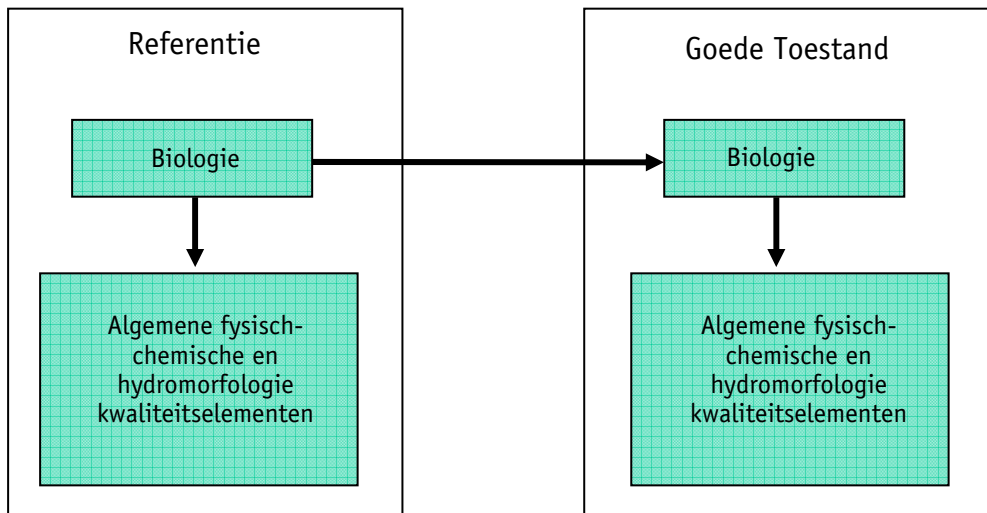 Referentie
Biologie
Algemene fysisch-
chemische en
hydromorfologie
kwaliteitselementen
Goede Toestand
Biologie
Algemene fysisch-
chemische en
hydromorfologie
kwaliteitselementen